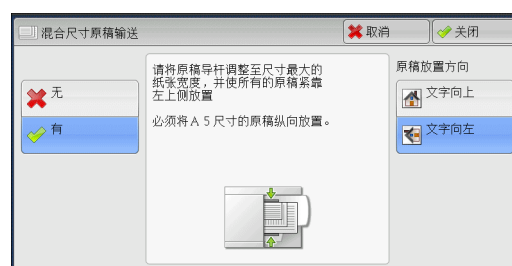 混合尺寸原稿输送
取消
关闭
无
有
请将原稿导杆调整至尺寸最大的
纸张宽度，并使所有的原稿紧靠
左上侧放置
必须将A5尺寸的原稿纵向放置。
原稿放置方向
文字向上
文字向左